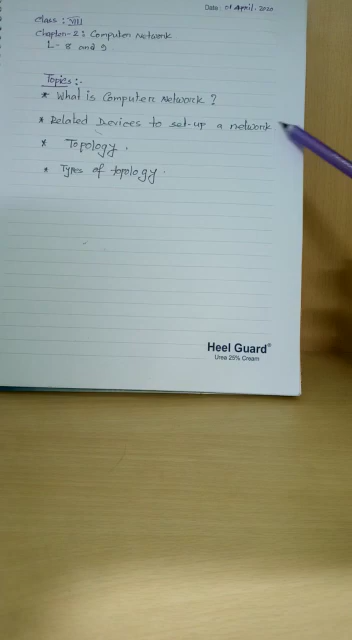 Date: 01 April, 2020
Class: VIII
Chapter-2: Computer Network
L- 8 and 9
Topics:-
* What is Computer Network ?
* Related Devices to set-up a network
* Topology.
* Types of topology.
Heel Guard®
Urea 25% Cream